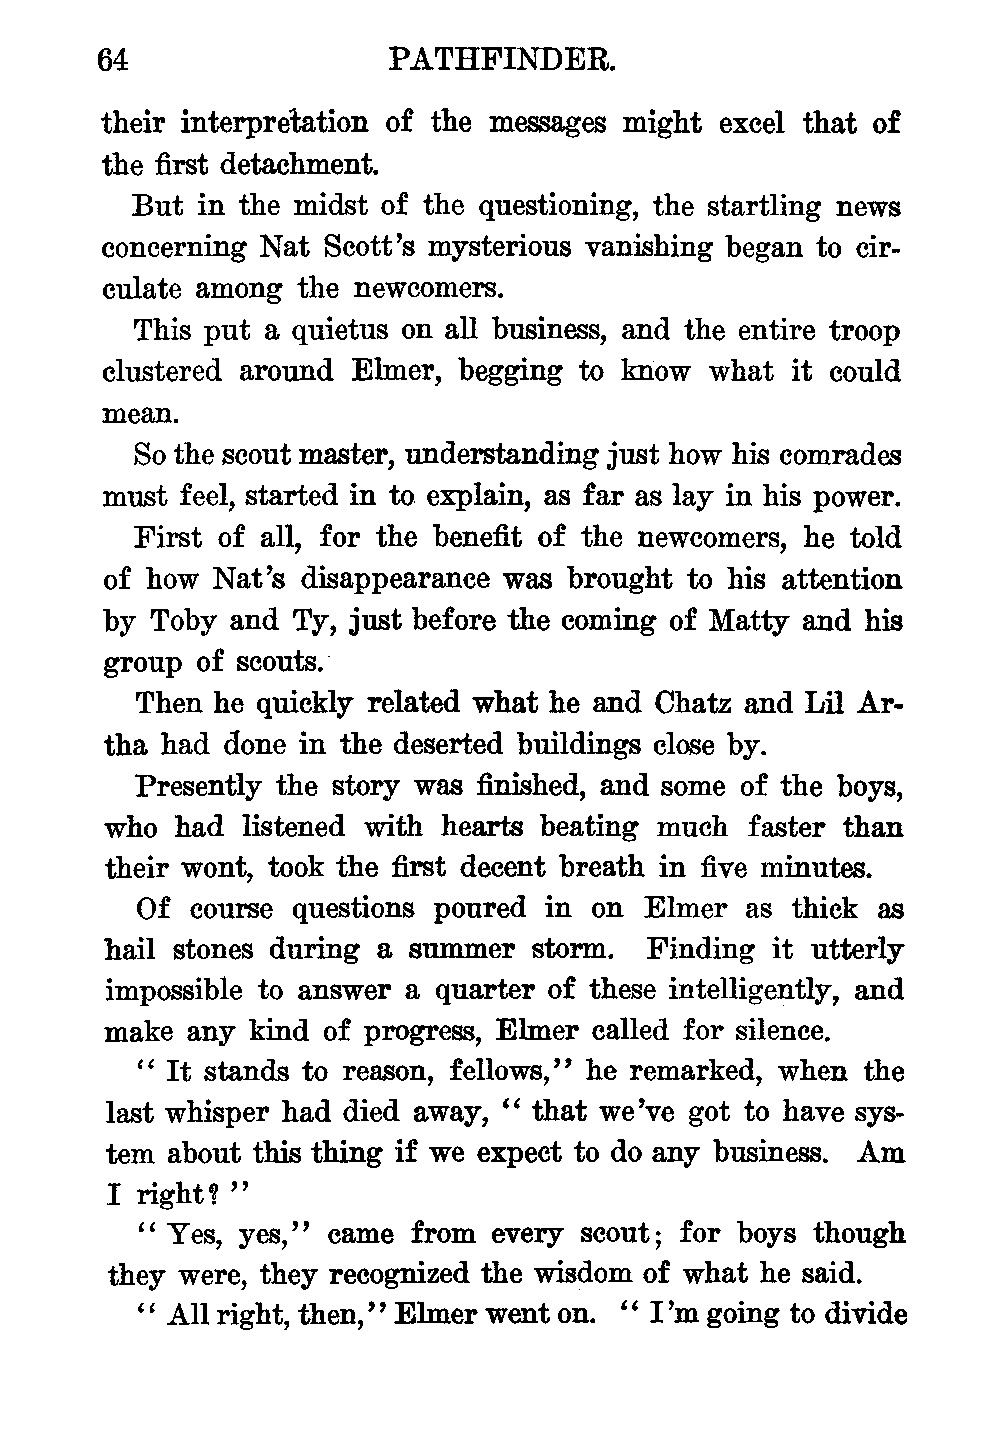 64 PATHFINDER.
their interpretation of the messages might excel that of
the first detachment.
But in the midst of the questioning, the startling news
concerning Nat Scott's mysterious vanishing began to cir-
culate among the newcomers.
This put a quietus on all business, and the entire troop
clustered around Elmer, begging to know what it could
mean.
So the scout master, understanding just how his comrades
must feel, started in to explain, as far as lay in his power.
First of all, for the benefit of the newcomers, he told
of how Nat's disappearance was brought to his attention
by Toby and Ty, just before the coming of Matty and his
group of scouts.
Then he quickly related what he and Chatz and Lil Ar-
tha had done in the deserted buildings close by.
Presently the story was finished, and some of the boys,
who had listened with hearts beating much faster than
their wont, took the first decent breath in five minutes.
Of course questions poured in on Elmer as thick as
hail stones during a summer storm. Finding it utterly
impossible to answer a quarter of these intelligently, and
make any kind of progress, Elmer called for silence.
"It stands to reason, fellows," he remarked, when the
last whisper had died away, "that we've got to have sys-
tem about this thing if we expect to do any business. Am
I right?"
"Yes, yes," came from every scout; for boys though
they were, they recognized the wisdom of what he said.
"All right, then," Elmer went on. "I'm going to divide